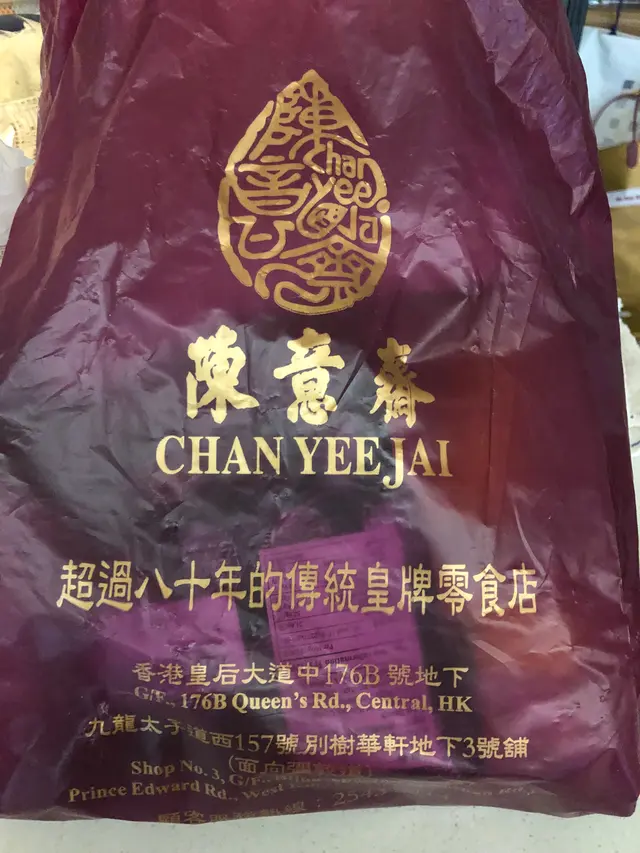 陳意齋
Chan
Yee
Jai
陳意齋
CHAN YEE JAI
超過八十年的傳統皇牌零食店
香港皇后大道中176B號地下
G/F., 176B Queen's Rd., Central, HK
九龍太子道西157號別樹華軒地下3號舖
(面向
Shop No. 3, G/F.
Prince Edward Rd., West